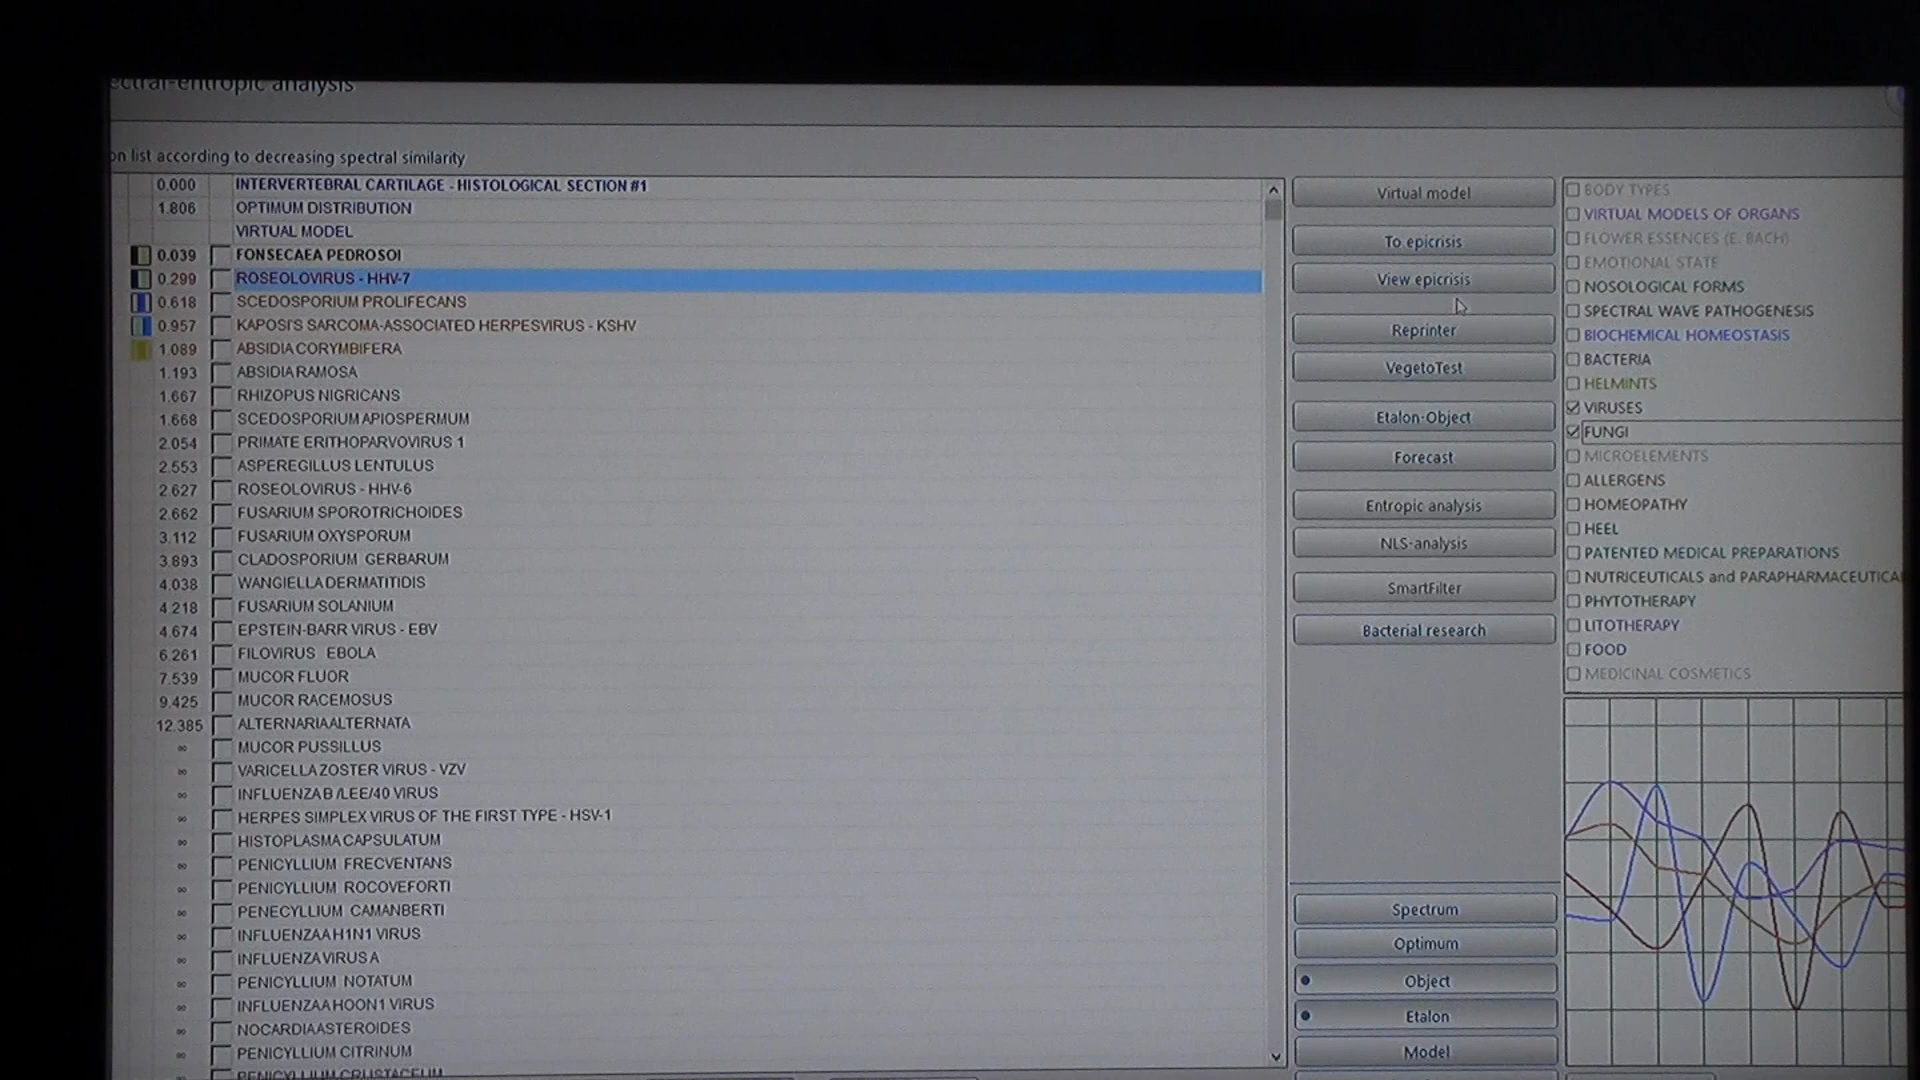 ectral-entropic analysis
on list according to decreasing spectral similarity
0.000 INTERVERTEBRAL CARTILAGE - HISTOLOGICAL SECTION #1
1.806 OPTIMUM DISTRIBUTION
VIRTUAL MODEL
0.039 FONSECAEA PEDROSOI
0.299 ROSEOLOVIRUS - HHV-7
0.618 SCEDOSPORIUM PROLIFECANS
0.957 KAPOSI'S SARCOMA-ASSOCIATED HERPESVIRUS - KSHV
1.089 ABSIDIA CORYMBIFERA
1.193 ABSIDIA RAMOSA
1.667 RHIZOPUS NIGRICANS
1.668 SCEDOSPORIUM APIOSPERMUM
2.054 PRIMATE ERITHOPARVOVIRUS 1
2.553 ASPEREGILLUS LENTULUS
2.627 ROSEOLOVIRUS - HHV-6
2.662 FUSARIUM SPOROTRICHOIDES
3.112 FUSARIUM OXYSPORUM
3.893 CLADOSPORIUM GERBARUM
4.038 WANGIELLA DERMATITIDIS
4.218 FUSARIUM SOLANIUM
4.674 EPSTEIN-BARR VIRUS - EBV
6.261 FILOVIRUS EBOLA
7.539 MUCOR FLUOR
9.425 MUCOR RACEMOSUS
12.385 ALTERNARIA ALTERNATA
∞ MUCOR PUSSILLUS
∞ VARICELLA ZOSTER VIRUS - VZV
∞ INFLUENZA B /LEE/40 VIRUS
∞ HERPES SIMPLEX VIRUS OF THE FIRST TYPE - HSV-1
∞ HISTOPLASMA CAPSULATUM
∞ PENICYLLIUM FRECVENTANS
∞ PENICYLLIUM ROCOVEFORTI
∞ PENECYLLIUM CAMANBERTI
∞ INFLUENZA A H1N1 VIRUS
∞ INFLUENZA VIRUS A
∞ PENICYLLIUM NOTATUM
∞ INFLUENZA A HOON1 VIRUS
∞ NOCARDIA ASTEROIDES
∞ PENICYLLIUM CITRINUM
∞ PENICYLLIUM CRUSTACEUM
Virtual model
To epicrisis
View epicrisis
Reprinter
VegetoTest
Etalon-Object
Forecast
Entropic analysis
NLS-analysis
SmartFilter
Bacterial research
Spectrum
Optimum
Object
Etalon
Model
BODY TYPES
VIRTUAL MODELS OF ORGANS
FLOWER ESSENCES (E. BACH)
EMOTIONAL STATE
NOSOLOGICAL FORMS
SPECTRAL WAVE PATHOGENESIS
BIOCHEMICAL HOMEOSTASIS
BACTERIA
HELMINTS
VIRUSES
FUNGI
MICROELEMENTS
ALLERGENS
HOMEOPATHY
HEEL
PATENTED MEDICAL PREPARATIONS
NUTRICEUTICALS and PARAPHARMACEUTICA
PHYTOTHERAPY
LITOTHERAPY
FOOD
MEDICINAL COSMETICS